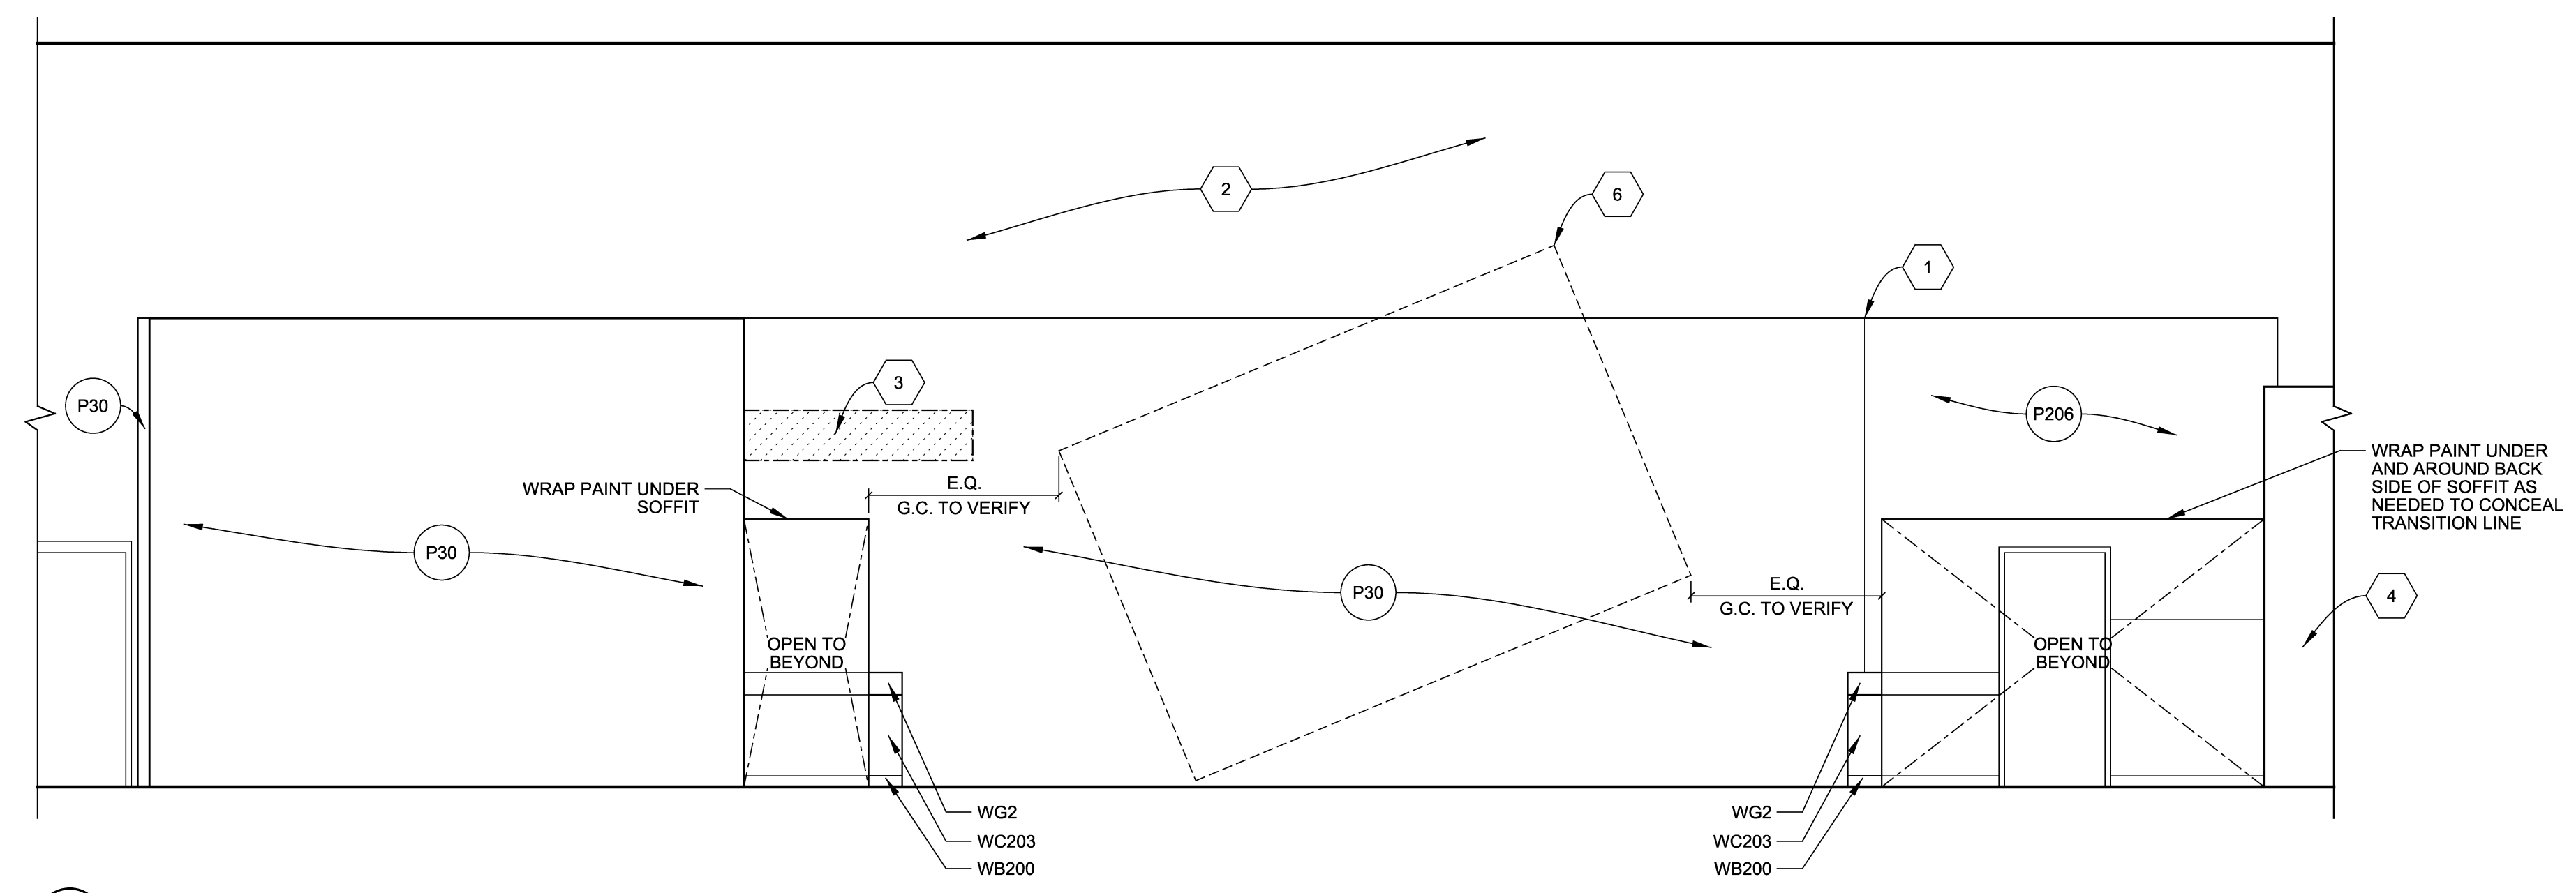 2
6
1
3
P30
P206
WRAP PAINT UNDER
AND AROUND BACK
SIDE OF SOFFIT AS
NEEDED TO CONCEAL
TRANSITION LINE
WRAP PAINT UNDER
SOFFIT
E.Q.
G.C. TO VERIFY
P30
P30
E.Q.
G.C. TO VERIFY
4
OPEN TO
BEYOND
OPEN TO
BEYOND
WG2
WC203
WB200
WG2
WC203
WB200